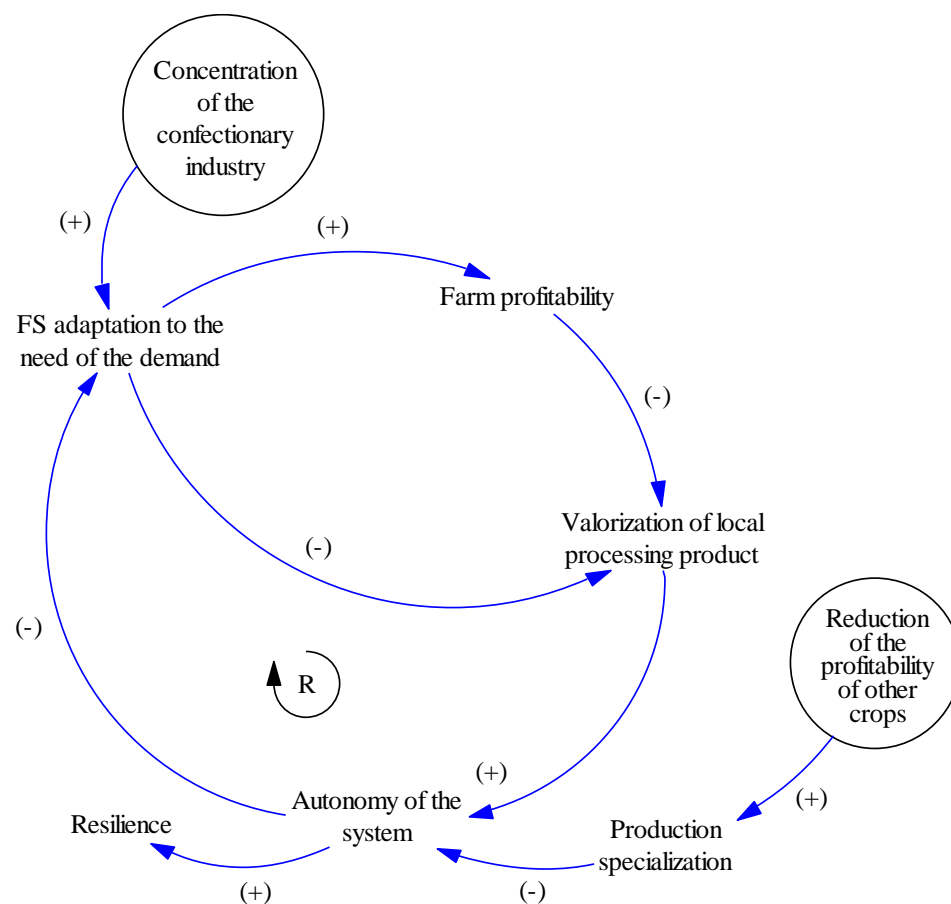 Concentration
of the
confectionary
industry
(+)
(+)
Farm profitability
FS adaptation to the
need of the demand
(-)
Valorization of local
processing product
(-)
(-)
Reduction
of the
profitability
of other
crops
R
(+)
(+)
Autonomy of the
system
Resilience
Production
specialization
(+)
(-)